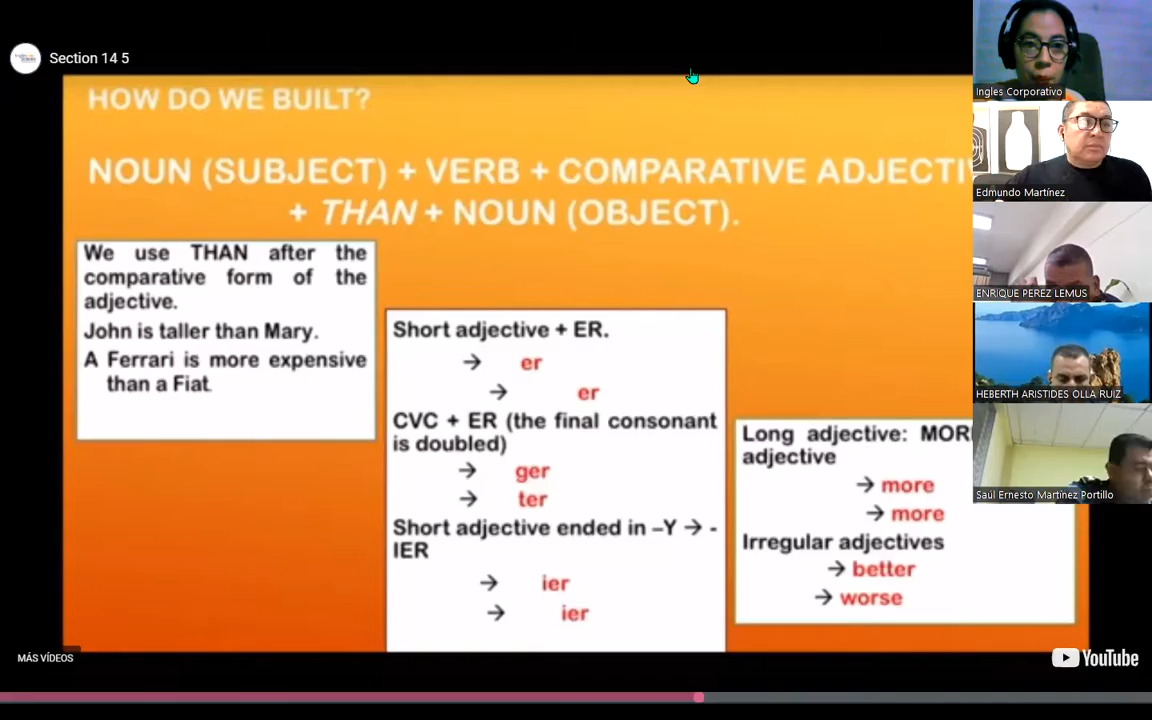 Section 14 5
HOW DO WE BUILT?
NOUN (SUBJECT) + VERB + COMPARATIVE ADJECTI
+ THAN + NOUN (OBJECT).
We use THAN after the
comparative form of the
adjective.
John is taller than Mary.
A Ferrari is more expensive
than a Fiat.
Short adjective + ER.
→ er
→ er
CVC + ER (the final consonant
is doubled)
→ ger
→ ter
Short adjective ended in –Y → -
IER
→ ier
→ ier
Long adjective: MOR
adjective
→ more
→ more
Irregular adjectives
→ better
→ worse
MÁS VÍDEOS
YouTube
Ingles Corporativo
Edmundo Martínez
ENRIQUE PEREZ LEMUS
HEBERTH ARISTIDES OLLA RUIZ
Saúl Ernesto Martínez Portillo